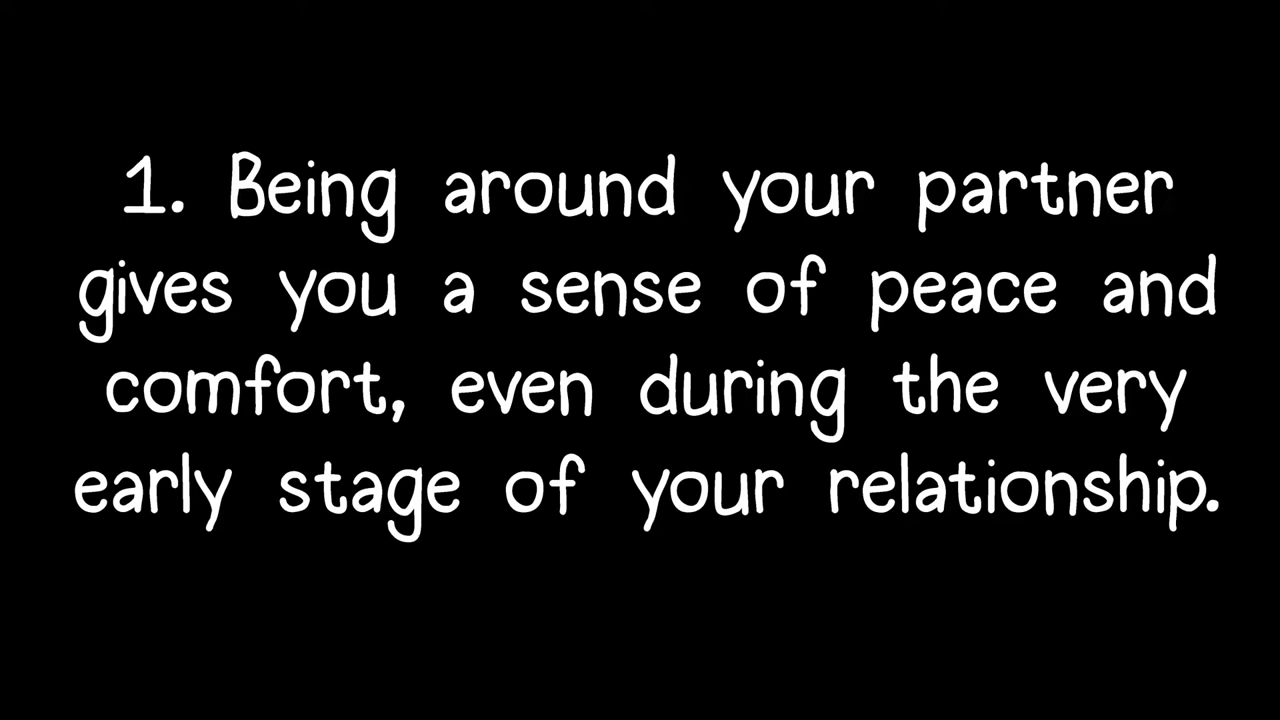 1. Being around your partner
gives you a sense of peace and
comfort, even during the very
early stage of your relationship.